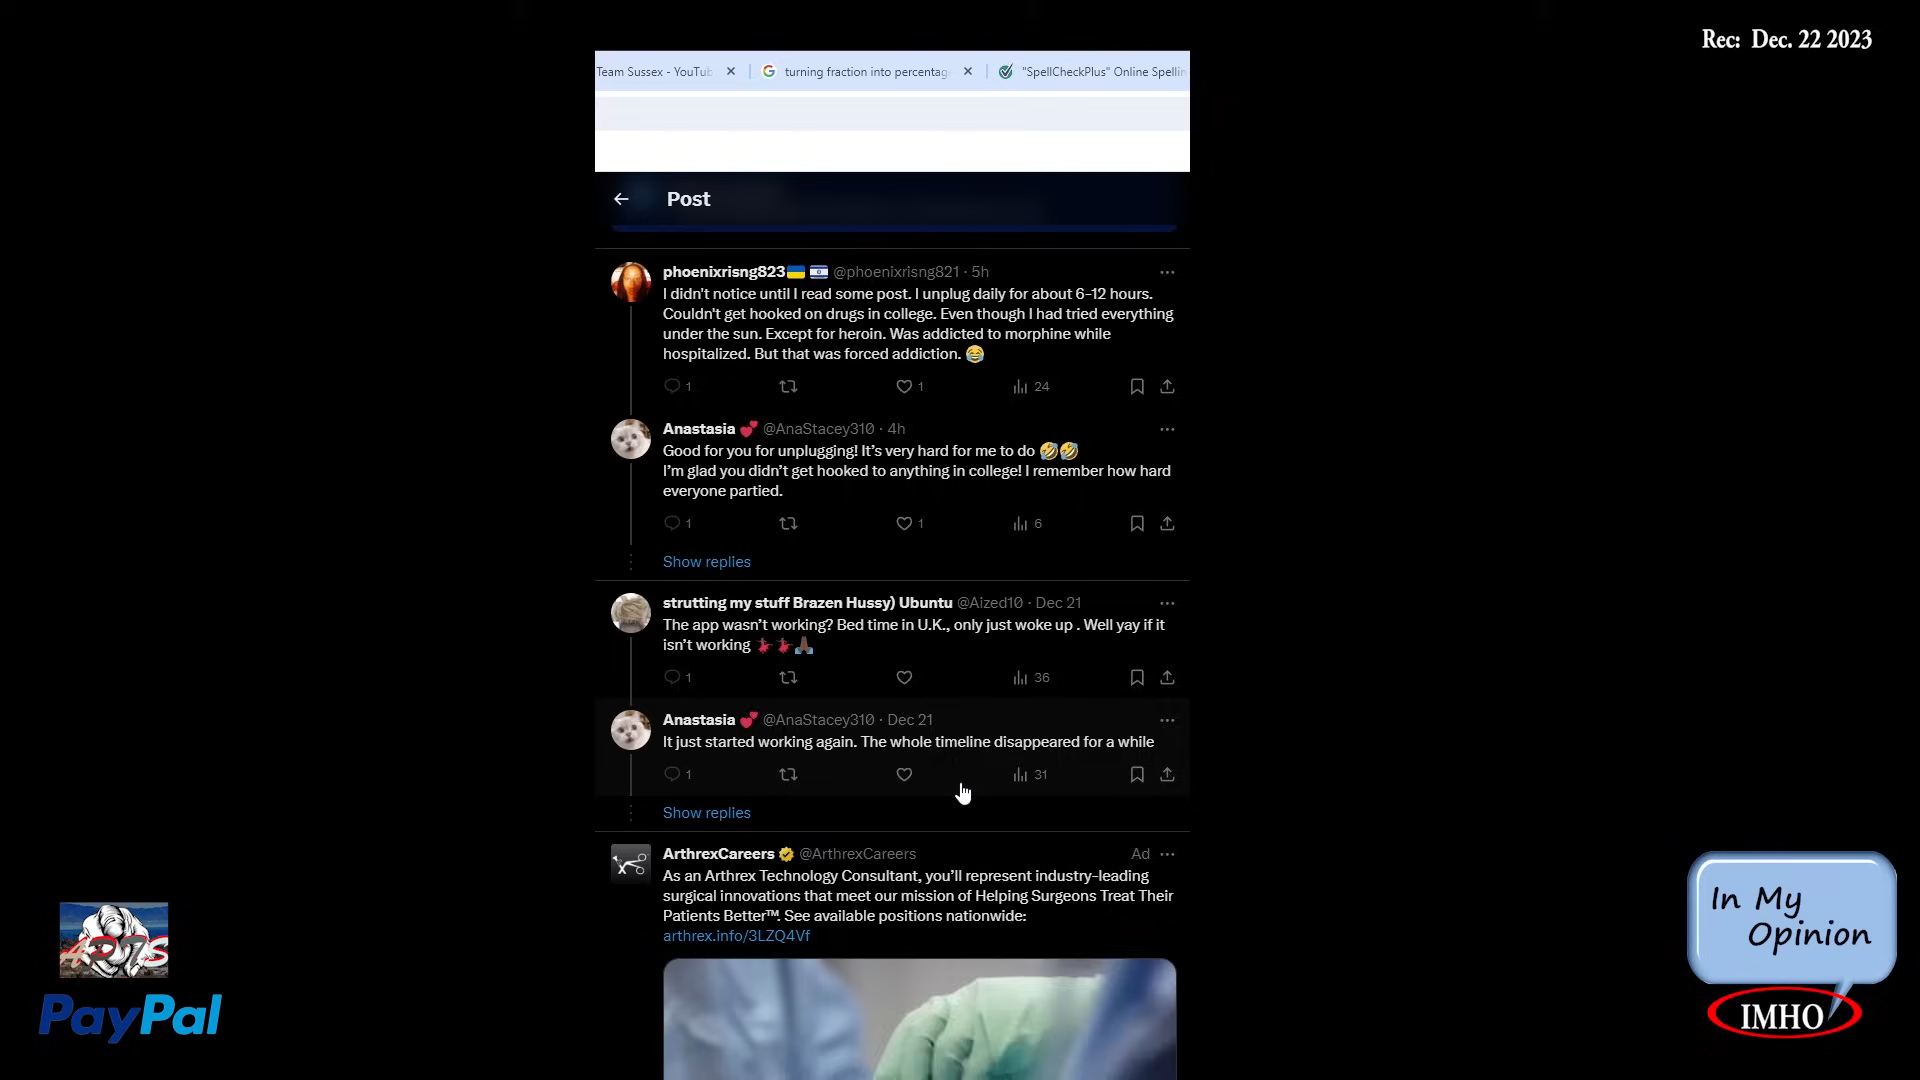 Rec: Dec. 22 2023
Team Sussex - YouTub
turning fraction into percentag
"SpellCheckPlus" Online Spellin
Post
phoenixrisng823 @phoenixrisng821 · 5h
I didn't notice until I read some post. I unplug daily for about 6-12 hours.
Couldn't get hooked on drugs in college. Even though I had tried everything
under the sun. Except for heroin. Was addicted to morphine while
hospitalized. But that was forced addiction. 😂
1 1 24
Anastasia 💕 @AnaStacey310 · 4h
Good for you for unplugging! It's very hard for me to do 🤣🤣
I'm glad you didn't get hooked to anything in college! I remember how hard
everyone partied.
1 1 6
Show replies
strutting my stuff Brazen Hussy) Ubuntu @Aized10 · Dec 21
The app wasn't working? Bed time in U.K., only just woke up . Well yay if it
isn't working 💃💃🙏🏾
1 36
Anastasia 💕 @AnaStacey310 · Dec 21
It just started working again. The whole timeline disappeared for a while
1 31
Show replies
ArthrexCareers @ArthrexCareers Ad
As an Arthrex Technology Consultant, you'll represent industry-leading
surgical innovations that meet our mission of Helping Surgeons Treat Their
Patients Better™. See available positions nationwide:
arthrex.info/3LZQ4Vf
PayPal
In My
Opinion
IMHO